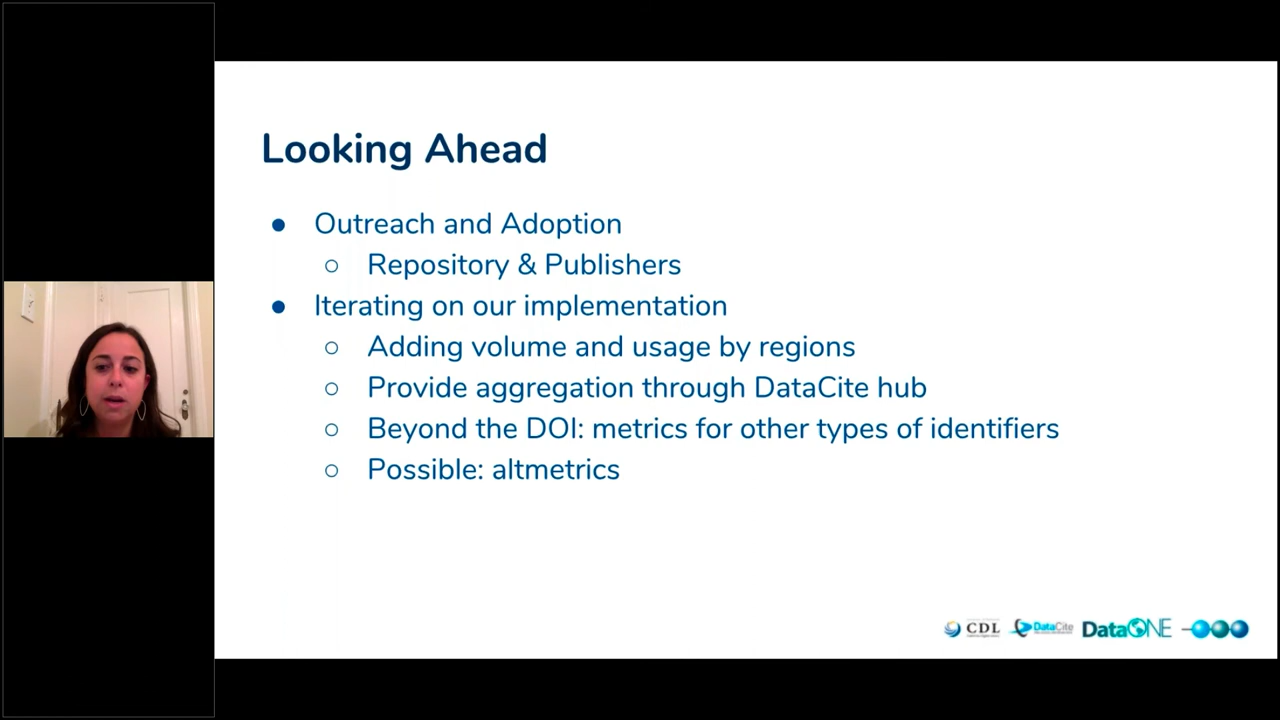 Looking Ahead
● Outreach and Adoption
○ Repository & Publishers
● Iterating on our implementation
○ Adding volume and usage by regions
○ Provide aggregation through DataCite hub
○ Beyond the DOI: metrics for other types of identifiers
○ Possible: altmetrics
CDL DataCite DataONE